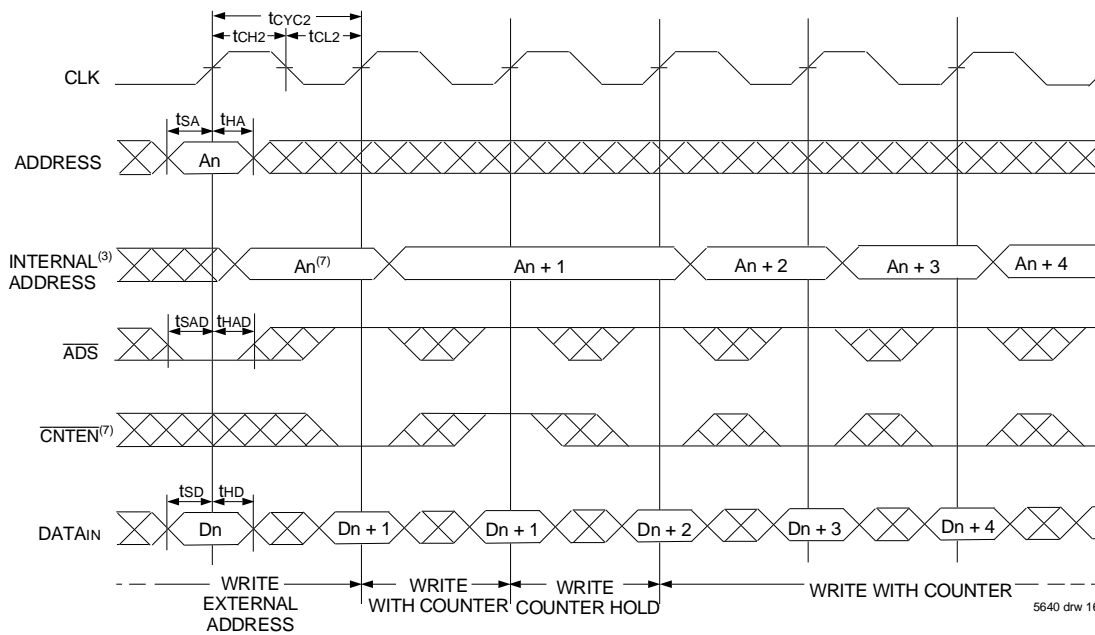 tCYC2
tCH2 tCL2
CLK
tSA tHA
ADDRESS An
INTERNAL(3) ADDRESS An(7) An + 1 An + 2 An + 3 An + 4
tSAD tHAD
ADS
CNTEN(7)
tSD tHD
DATAIN Dn Dn + 1 Dn + 1 Dn + 2 Dn + 3 Dn + 4
WRITE EXTERNAL ADDRESS
WRITE WITH COUNTER
WRITE COUNTER HOLD
WRITE WITH COUNTER
5640 drw 16